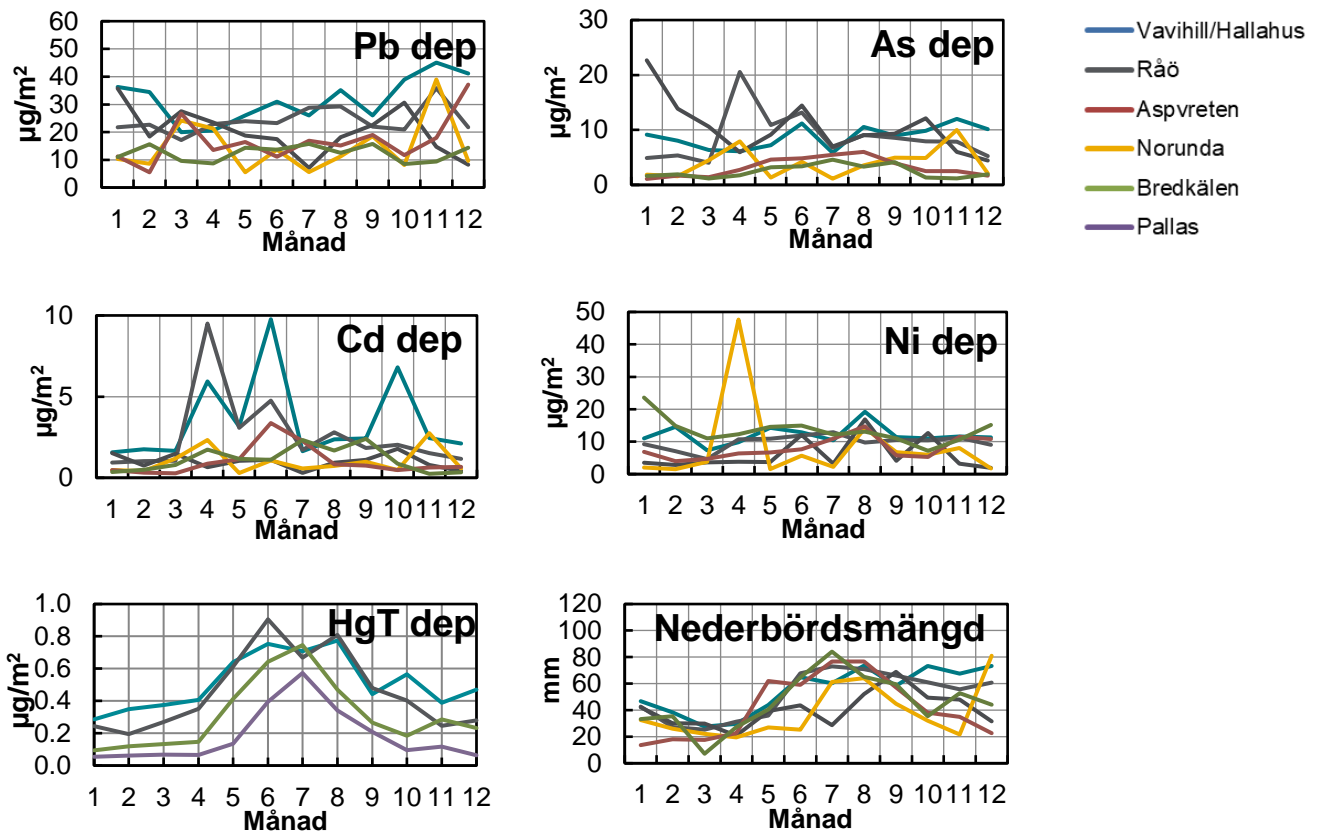 Pb dep
µg/m²
60
50
40
30
20
10
0
1 2 3 4 5 6 7 8 9 10 11 12
Månad
As dep
µg/m²
30
20
10
0
1 2 3 4 5 6 7 8 9 10 11 12
Månad
Vavihill/Hallahus
Råö
Aspvreten
Norunda
Bredkälen
Pallas
Cd dep
µg/m²
10
5
0
1 2 3 4 5 6 7 8 9 10 11 12
Månad
Ni dep
µg/m²
50
40
30
20
10
0
1 2 3 4 5 6 7 8 9 10 11 12
Månad
HgT dep
µg/m²
1.0
0.8
0.6
0.4
0.2
0.0
1 2 3 4 5 6 7 8 9 10 11 12
Månad
Nederbördsmängd
mm
120
100
80
60
40
20
0
1 2 3 4 5 6 7 8 9 10 11 12
Månad